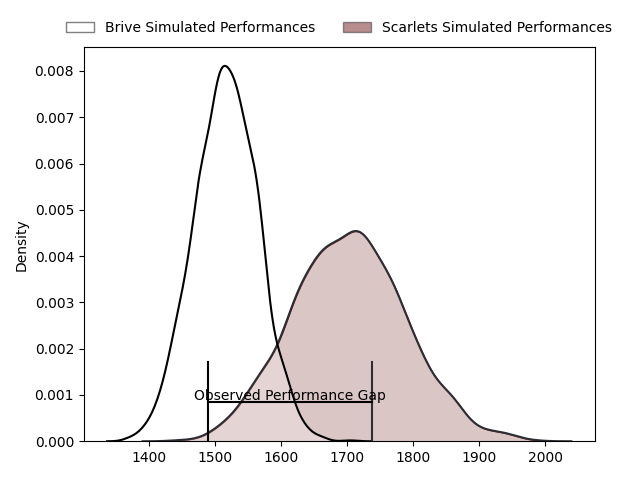 Brive Simulated Performances
Scarlets Simulated Performances
0.008
0.007
0.006
0.005
0.004
0.003
0.002
0.001
0.000
Density
Observed Performance Gap
1400 1500 1600 1700 1800 1900 2000